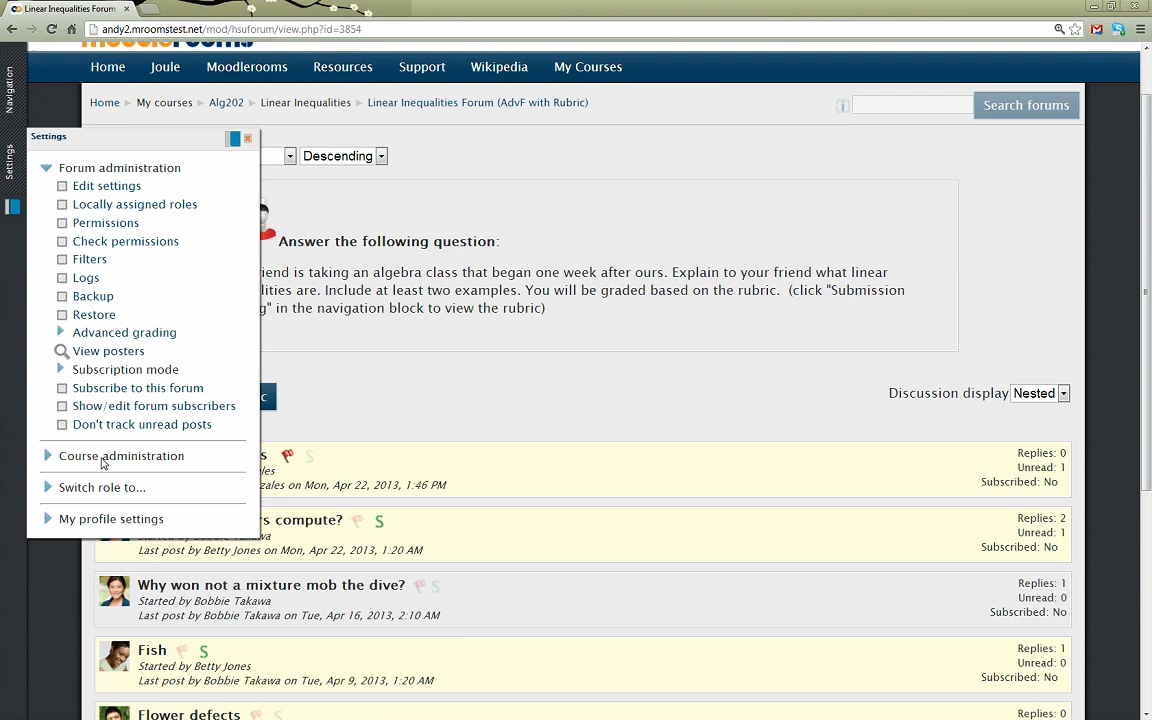 Linear Inequalities Forum
andy2.mroomstest.net/mod/hsuforum/view.php?id=3854
Home Joule Moodlerooms Resources Support Wikipedia My Courses
Navigation
Home My courses Alg202 Linear Inequalities Linear Inequalities Forum (AdvF with Rubric) Search forums
Settings
Settings
Descending
Forum administration
Edit settings
Locally assigned roles
Permissions
Check permissions
Filters
Logs
Backup
Restore
Advanced grading
View posters
Subscription mode
Subscribe to this forum
Show/edit forum subscribers
Don't track unread posts
Course administration
Switch role to...
My profile settings
Answer the following question:
iend is taking an algebra class that began one week after ours. Explain to your friend what linear
lities are. Include at least two examples. You will be graded based on the rubric. (click "Submission
g" in the navigation block to view the rubric)
c
Discussion display Nested
s S
ales
zales on Mon, Apr 22, 2013, 1:46 PM
Replies: 0
Unread: 1
Subscribed: No
rs compute? S
Takawa
Last post by Betty Jones on Mon, Apr 22, 2013, 1:20 AM
Replies: 2
Unread: 1
Subscribed: No
Why won not a mixture mob the dive? S
Started by Bobbie Takawa
Last post by Bobbie Takawa on Tue, Apr 16, 2013, 2:10 AM
Replies: 1
Unread: 0
Subscribed: No
Fish S
Started by Betty Jones
Last post by Bobbie Takawa on Tue, Apr 9, 2013, 1:20 AM
Replies: 1
Unread: 0
Subscribed: No
Flower defects S
Replies: 0